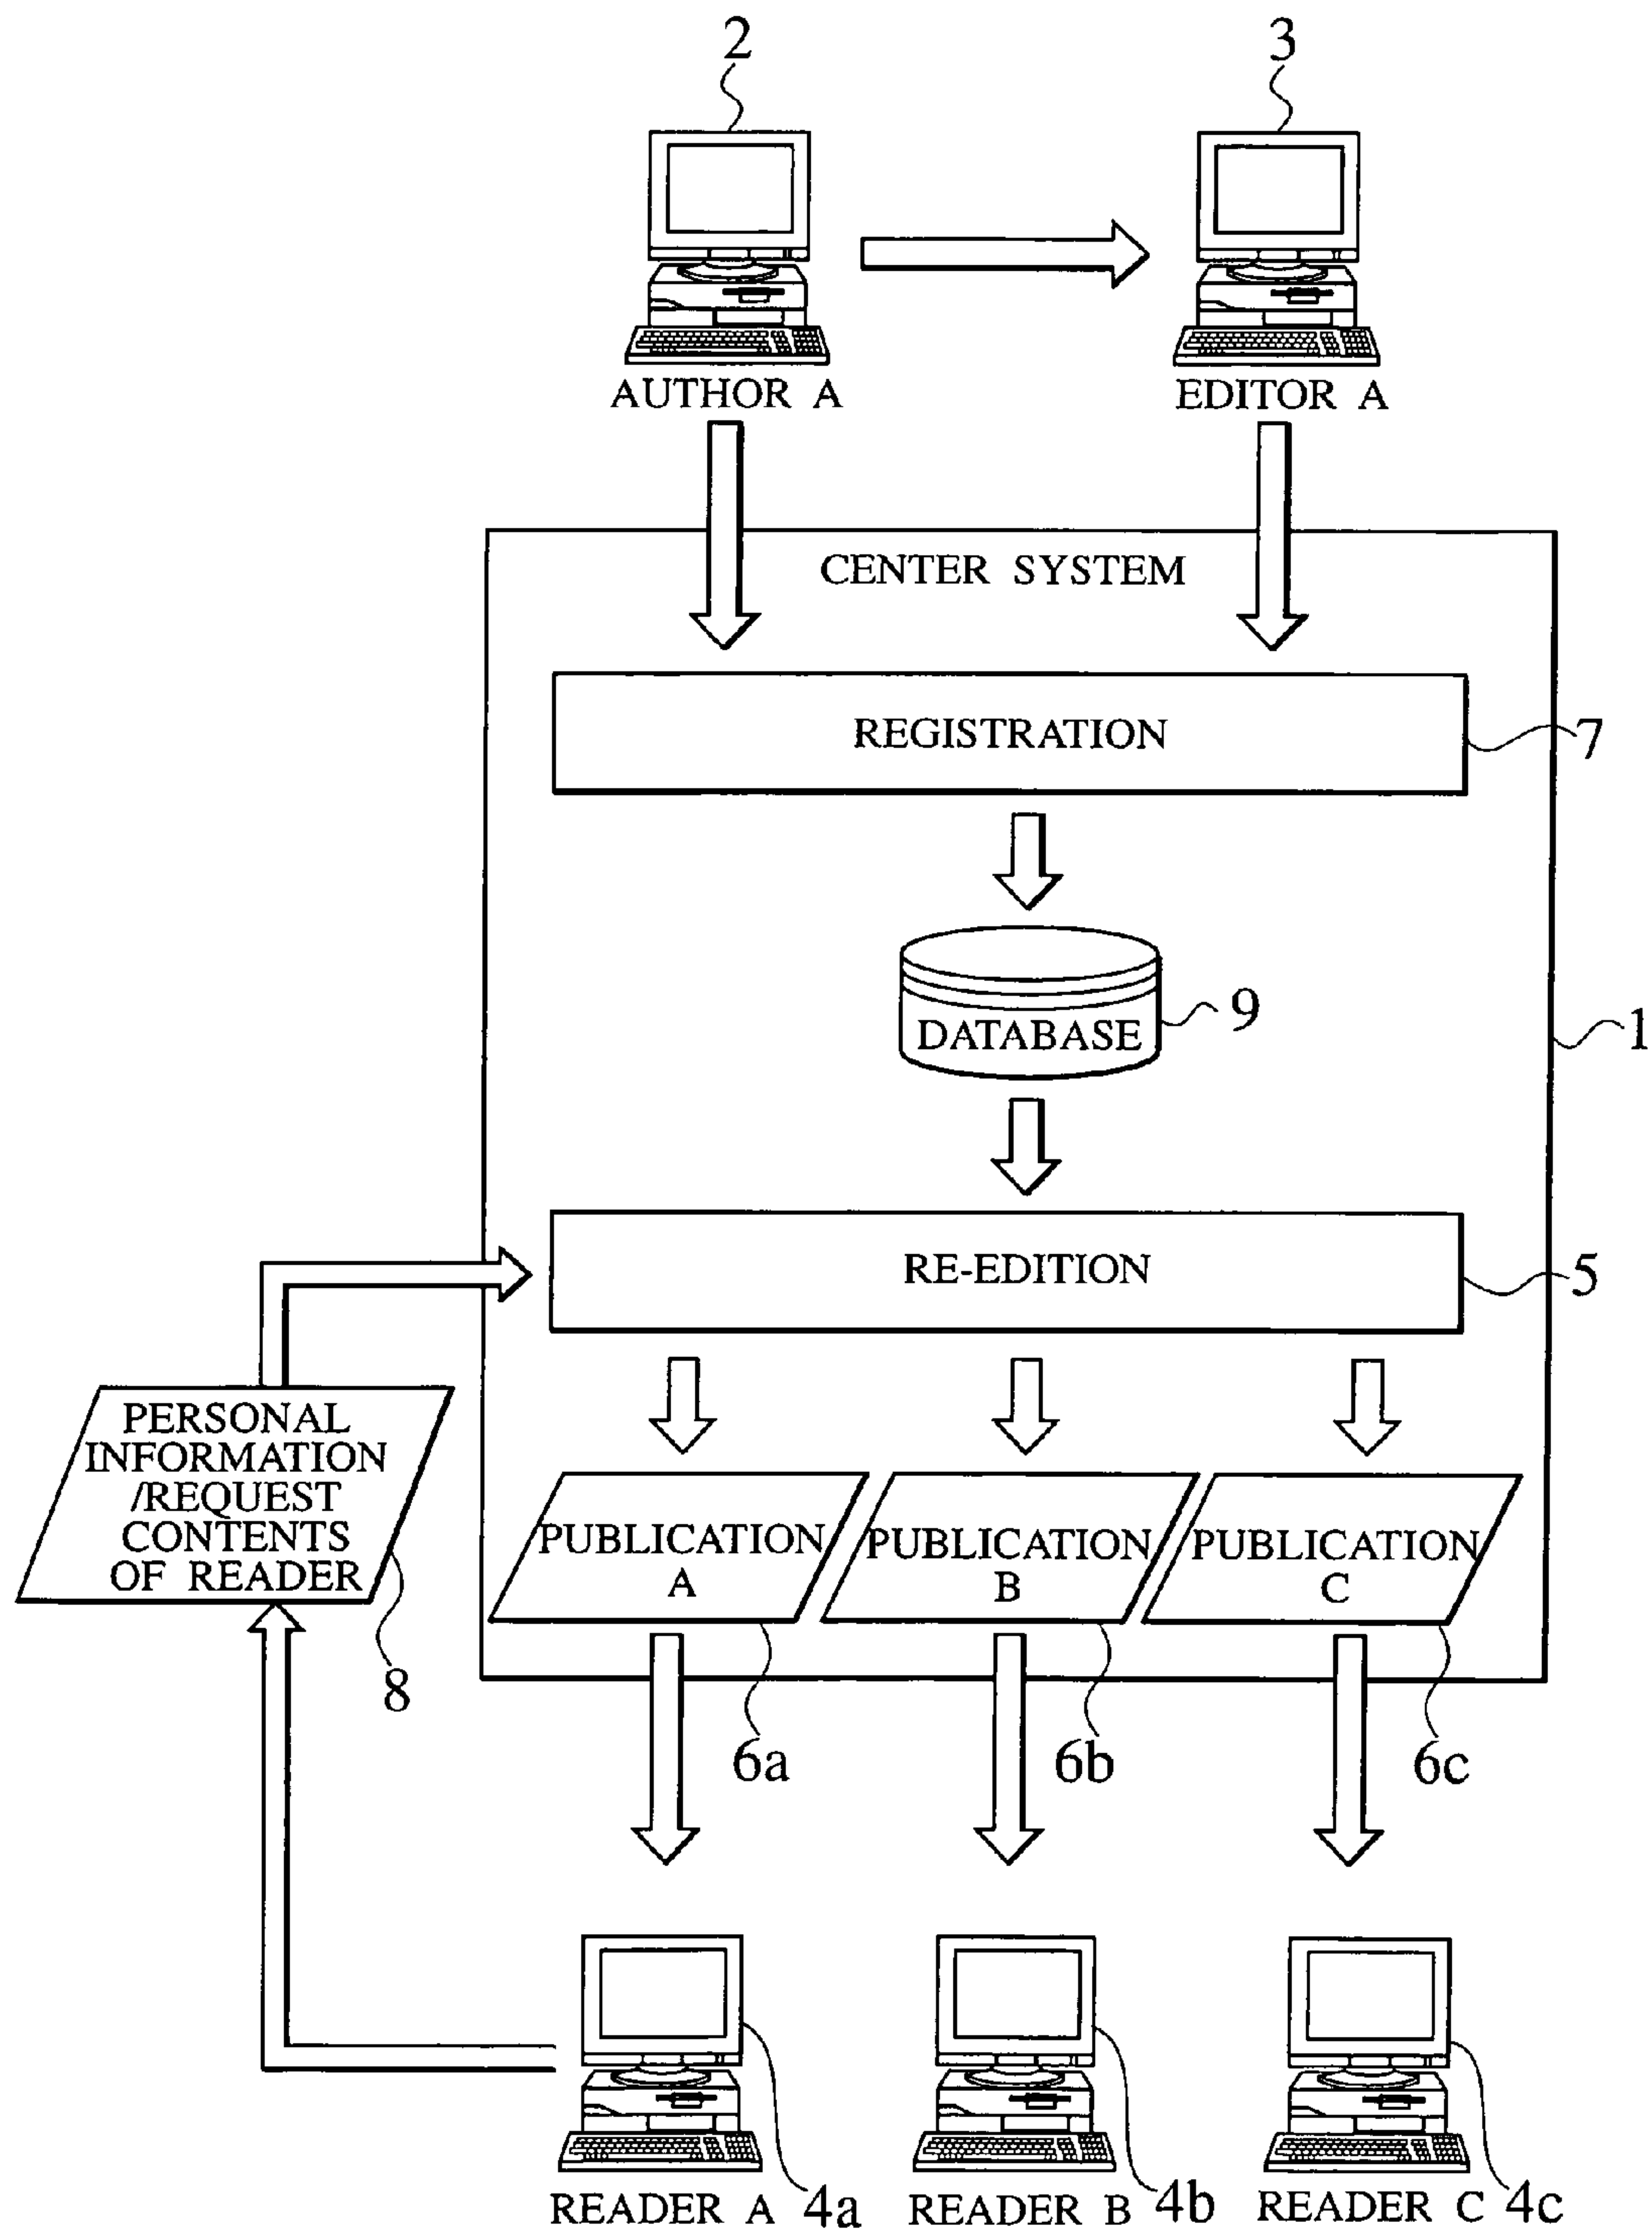 2
3
AUTHOR A
EDITOR A
CENTER SYSTEM
REGISTRATION
7
DATABASE
9
1
RE-EDITION
5
PERSONAL
INFORMATION
/REQUEST
CONTENTS
OF READER
8
PUBLICATION
A
PUBLICATION
B
PUBLICATION
C
6a
6b
6c
READER A
4a
READER B
4b
READER C
4c